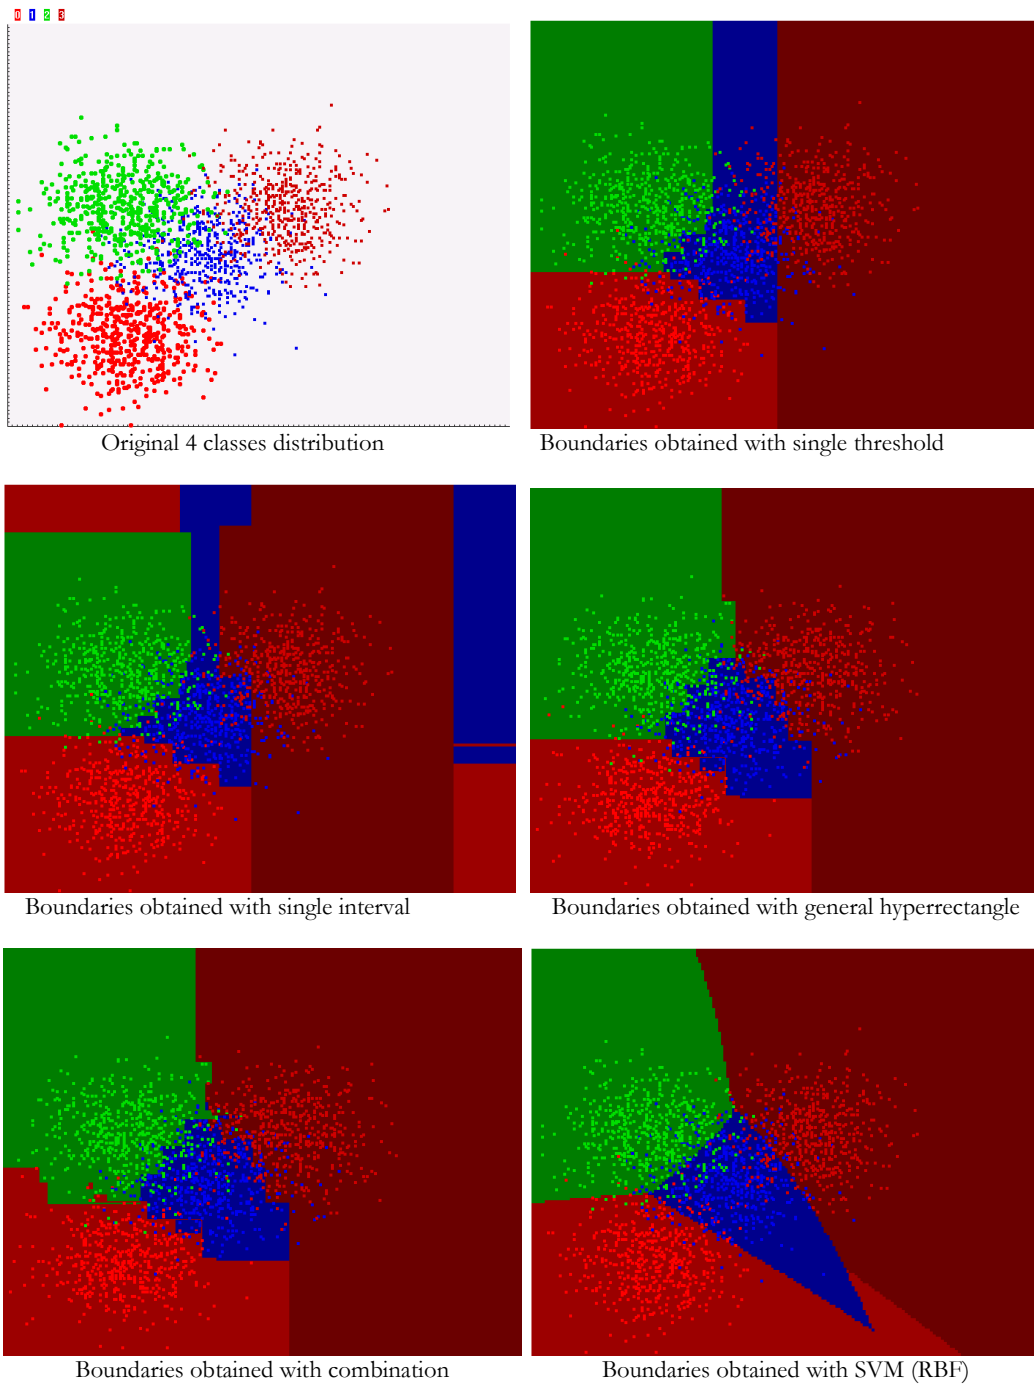 0 1 2 3
Original 4 classes distribution
Boundaries obtained with single threshold
Boundaries obtained with single interval
Boundaries obtained with general hyperrectangle
Boundaries obtained with combination
Boundaries obtained with SVM (RBF)